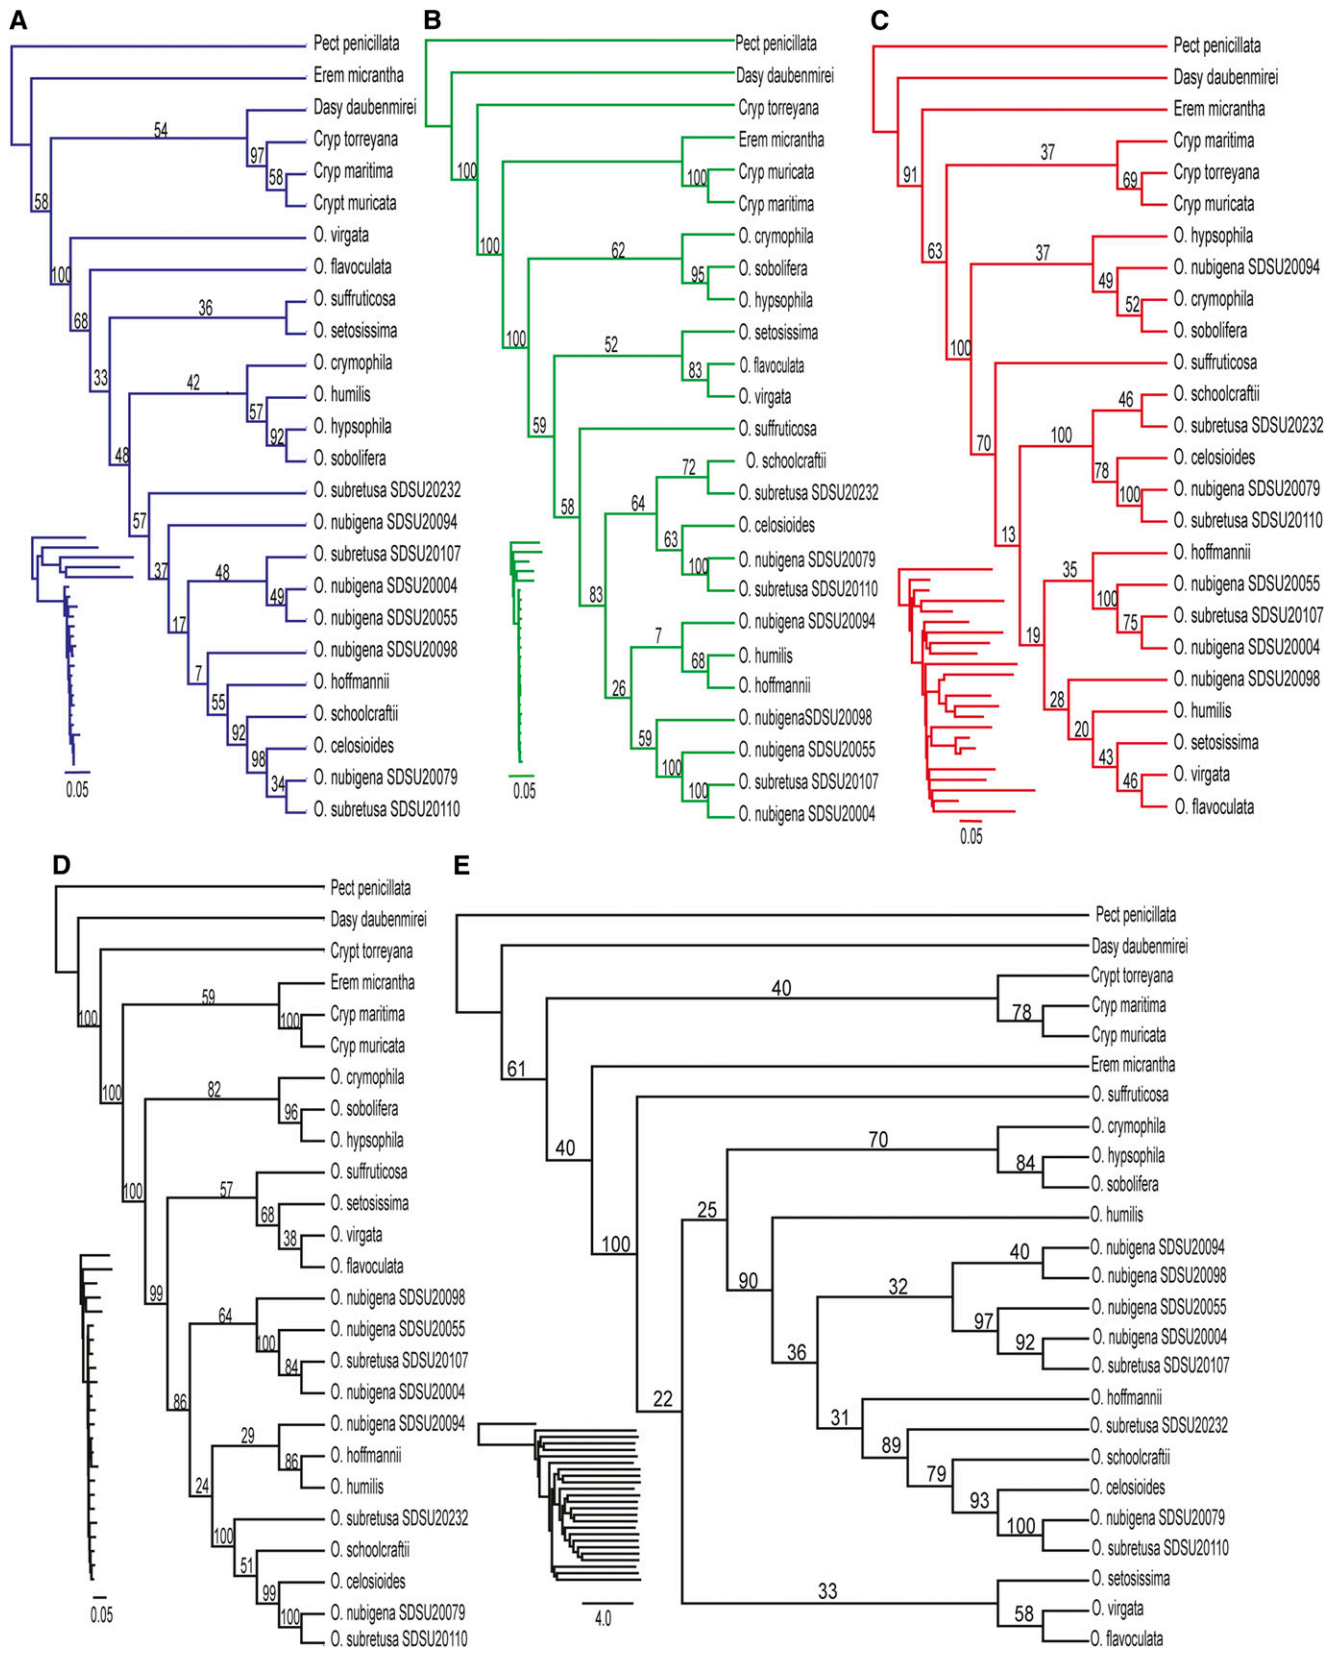 A
Pect penicillata
Erem micrantha
Dasy daubenmirei
54
Cryp torreyana
97
Cryp maritima
58
Crypt muricata
58
O. virgata
100
O. flavoculata
68
O. suffruticosa
36
O. setosissima
33
O. crymophila
42
O. humilis
57
O. hypsophila
92
O. sobolifera
48
O. subretusa SDSU20232
57
O. nubigena SDSU20094
37
O. subretusa SDSU20107
48
O. nubigena SDSU20004
49
O. nubigena SDSU20055
17
O. nubigena SDSU20098
7
O. hoffmannii
55
O. schoolcraftii
92
O. celosioides
98
O. nubigena SDSU20079
34
O. subretusa SDSU20110
0.05
B
Pect penicillata
Dasy daubenmirei
Cryp torreyana
100
Erem micrantha
Cryp muricata
100
Cryp maritima
100
O. crymophila
62
O. sobolifera
95
O. hypsophila
100
O. setosissima
52
O. flavoculata
83
O. virgata
59
O. suffruticosa
58
O. schoolcraftii
72
O. subretusa SDSU20232
64
O. celosioides
63
O. nubigena SDSU20079
100
O. subretusa SDSU20110
83
O. nubigena SDSU20094
7
O. humilis
68
O. hoffmannii
26
O. nubigenaSDSU20098
59
O. nubigena SDSU20055
100
O. subretusa SDSU20107
100
O. nubigena SDSU20004
0.05
C
Pect penicillata
Dasy daubenmirei
Erem micrantha
91
Cryp maritima
37
Cryp torreyana
69
Cryp muricata
63
O. hypsophila
37
O. nubigena SDSU20094
49
O. crymophila
52
O. sobolifera
100
O. suffruticosa
70
O. schoolcraftii
46
O. subretusa SDSU20232
100
O. celosioides
78
O. nubigena SDSU20079
100
O. subretusa SDSU20110
13
O. hoffmannii
35
O. nubigena SDSU20055
100
O. subretusa SDSU20107
75
O. nubigena SDSU20004
19
O. nubigena SDSU20098
28
O. humilis
20
O. setosissima
43
O. virgata
46
O. flavoculata
0.05
D
Pect penicillata
Dasy daubenmirei
Crypt torreyana
100
Erem micrantha
59
Cryp maritima
100
Cryp muricata
100
O. crymophila
82
O. sobolifera
96
O. hypsophila
100
O. suffruticosa
57
O. setosissima
68
O. virgata
38
O. flavoculata
99
O. nubigena SDSU20098
64
O. nubigena SDSU20055
100
O. subretusa SDSU20107
84
O. nubigena SDSU20004
86
O. nubigena SDSU20094
29
O. hoffmannii
86
O. humilis
24
O. subretusa SDSU20232
100
O. schoolcraftii
51
O. celosioides
99
O. nubigena SDSU20079
100
O. subretusa SDSU20110
0.05
E
Pect penicillata
Dasy daubenmirei
Crypt torreyana
40
Cryp maritima
78
Cryp muricata
61
Erem micrantha
40
O. suffruticosa
100
O. crymophila
70
O. hypsophila
84
O. sobolifera
25
O. humilis
90
O. nubigena SDSU20094
40
O. nubigena SDSU20098
32
O. nubigena SDSU20055
97
O. nubigena SDSU20004
92
O. subretusa SDSU20107
36
O. hoffmannii
31
O. subretusa SDSU20232
89
O. schoolcraftii
79
O. celosioides
93
O. nubigena SDSU20079
100
O. subretusa SDSU20110
22
O. setosissima
33
O. virgata
58
O. flavoculata
4.0